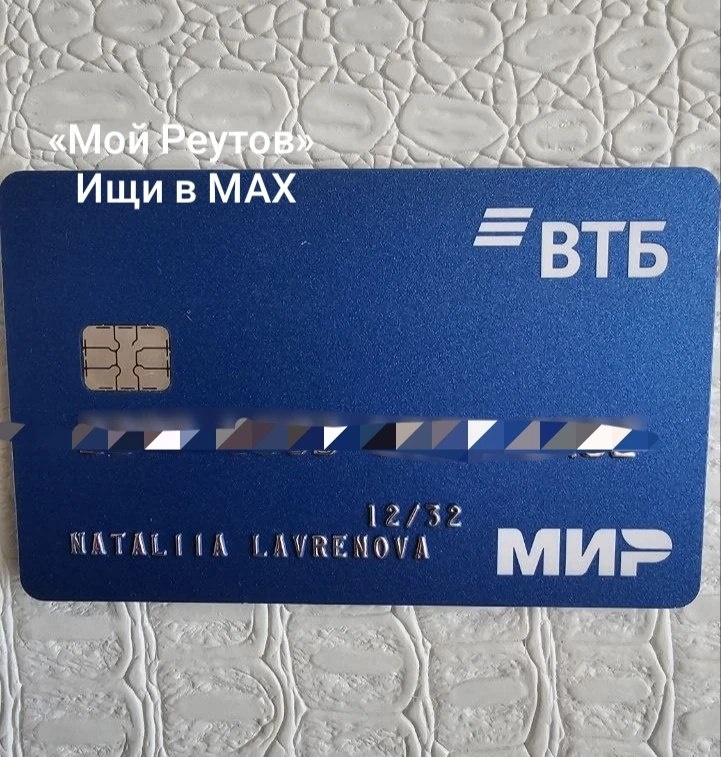 «Мой Реутов»
Ищи в MAX
ВТБ
12/32
NATALIIA LAVRENOVA
МИР